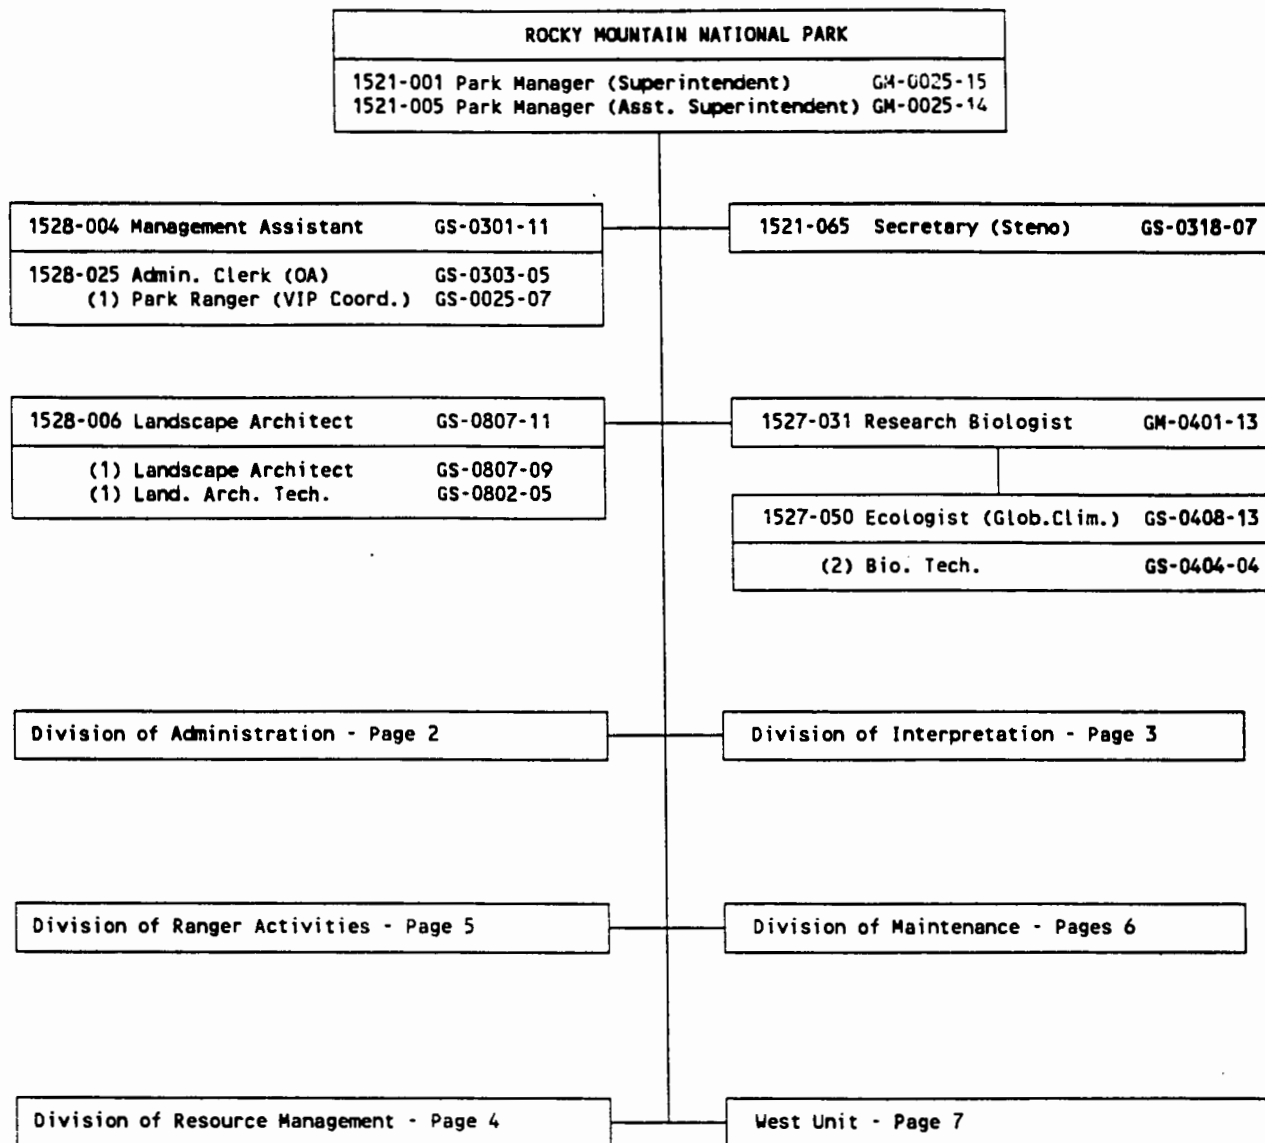 ROCKY MOUNTAIN NATIONAL PARK
1521-001 Park Manager (Superintendent) GM-0025-15
1521-005 Park Manager (Asst. Superintendent) GM-0025-14
1528-004 Management Assistant GS-0301-11
1528-025 Admin. Clerk (OA) GS-0303-05
(1) Park Ranger (VIP Coord.) GS-0025-07
1521-065 Secretary (Steno) GS-0318-07
1528-006 Landscape Architect GS-0807-11
(1) Landscape Architect GS-0807-09
(1) Land. Arch. Tech. GS-0802-05
1527-031 Research Biologist GM-0401-13
1527-050 Ecologist (Glob.Clim.) GS-0408-13
(2) Bio. Tech. GS-0404-04
Division of Administration - Page 2
Division of Interpretation - Page 3
Division of Ranger Activities - Page 5
Division of Maintenance - Pages 6
Division of Resource Management - Page 4
West Unit - Page 7